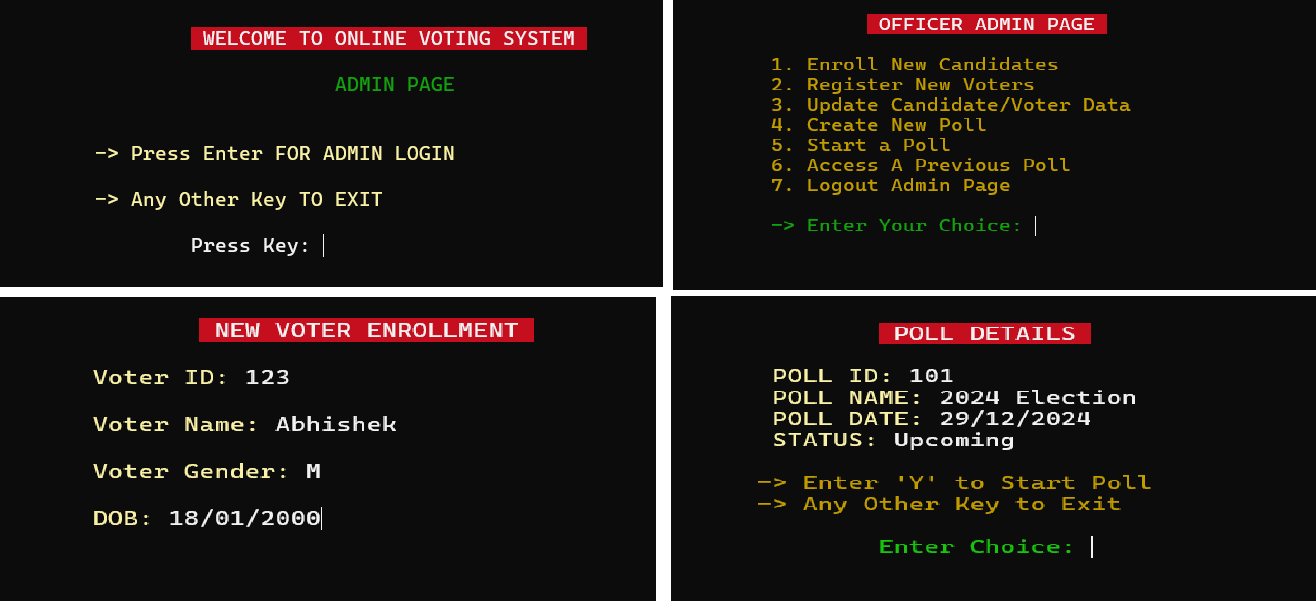 WELCOME TO ONLINE VOTING SYSTEM
ADMIN PAGE
-> Press Enter FOR ADMIN LOGIN
-> Any Other Key TO EXIT
Press Key:
OFFICER ADMIN PAGE
1. Enroll New Candidates
2. Register New Voters
3. Update Candidate/Voter Data
4. Create New Poll
5. Start a Poll
6. Access A Previous Poll
7. Logout Admin Page
-> Enter Your Choice:
NEW VOTER ENROLLMENT
Voter ID: 123
Voter Name: Abhishek
Voter Gender: M
DOB: 18/01/2000
POLL DETAILS
POLL ID: 101
POLL NAME: 2024 Election
POLL DATE: 29/12/2024
STATUS: Upcoming
-> Enter 'Y' to Start Poll
-> Any Other Key to Exit
Enter Choice: